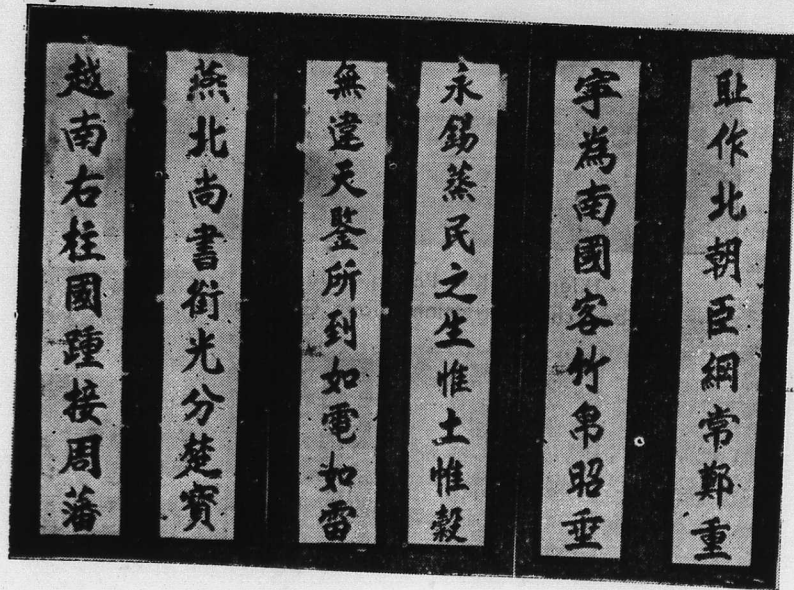 恥作北朝臣綱常鄭重
寧為南國客竹帛昭垂
永錫蒸民之生惟土惟穀
無違天鑒所到如電如雷
燕北尚書銜光分楚寶
越南右柱國踵接周藩